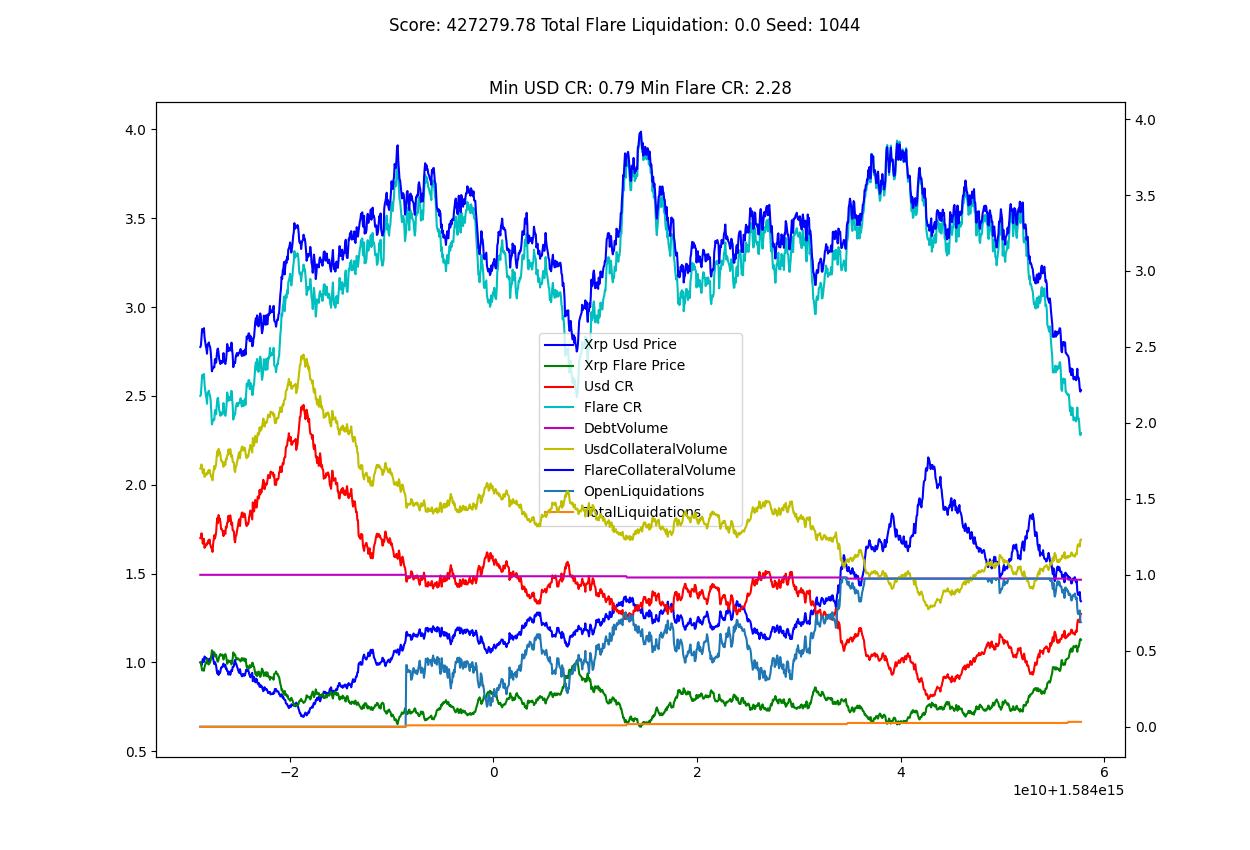 Score: 427279.78 Total Flare Liquidation: 0.0 Seed: 1044
Min USD CR: 0.79 Min Flare CR: 2.28
4.0
3.5
3.0
2.5
2.0
1.5
1.0
0.5
4.0
3.5
3.0
2.5
2.0
1.5
1.0
0.5
0.0
Xrp Usd Price
Xrp Flare Price
Usd CR
Flare CR
DebtVolume
UsdCollateralVolume
FlareCollateralVolume
OpenLiquidations
TotalLiquidations
−2 0 2 4 6
1e10+1.584e15